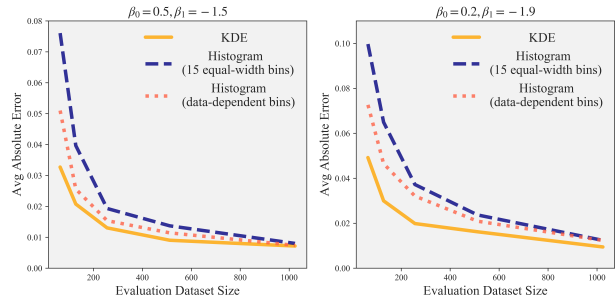 β₀ = 0.5, β₁ = −1.5
0.08
0.07
0.06
0.05
0.04
0.03
0.02
0.01
0.00
Avg Absolute Error
KDE
Histogram
(15 equal-width bins)
Histogram
(data-dependent bins)
200
400
600
800
1000
Evaluation Dataset Size
β₀ = 0.2, β₁ = −1.9
0.10
0.08
0.06
0.04
0.02
0.00
Avg Absolute Error
KDE
Histogram
(15 equal-width bins)
Histogram
(data-dependent bins)
200
400
600
800
1000
Evaluation Dataset Size